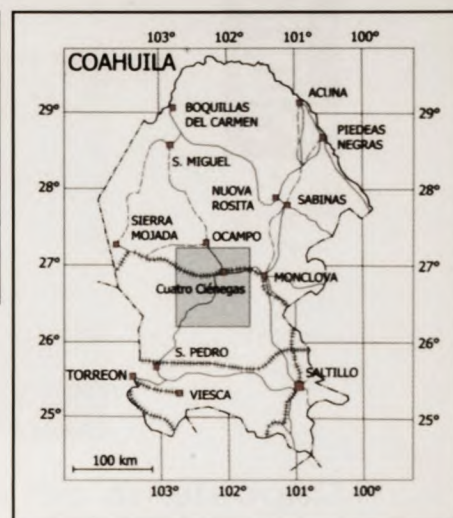 103° 102° 101° 100°
COAHUILA
ACUNA
29° 29°
BOQUILLAS
DEL CARMEN
PIEDEAS
NEGRAS
S. MIGUEL
28° 28°
NUOVA
ROSITA
SABINAS
SIERRA
MOJADA
OCAMPO
27° 27°
MONCLOVA
Cuatro Ciénegas
26° 26°
S. PEDRO
TORREON
SALTILLO
VIESCA
25° 25°
100 km
103° 102° 101° 100°